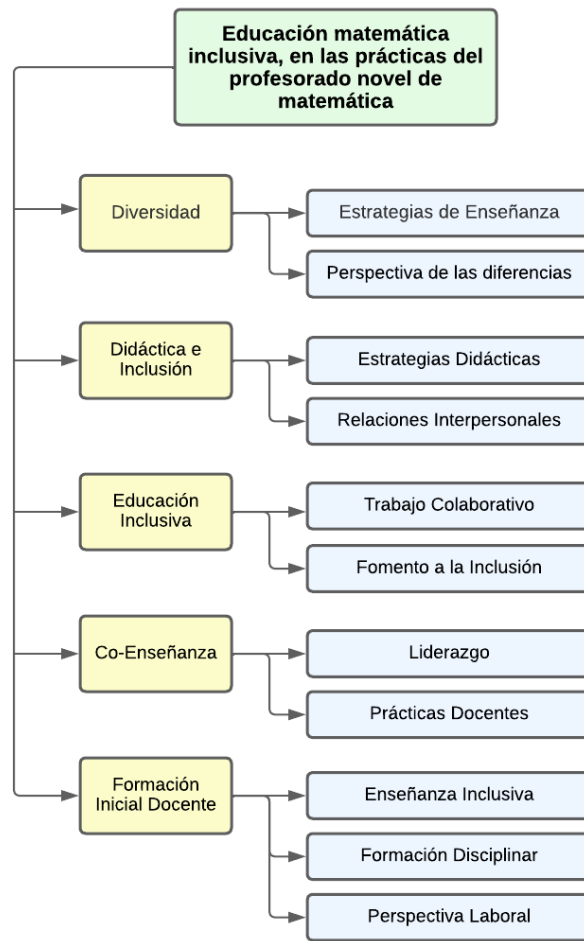 Educación matemática
inclusiva, en las prácticas del
profesorado novel de
matemática
Diversidad
Estrategias de Enseñanza
Perspectiva de las diferencias
Didáctica e
Inclusión
Estrategias Didácticas
Relaciones Interpersonales
Educación
Inclusiva
Trabajo Colaborativo
Fomento a la Inclusión
Co-Enseñanza
Liderazgo
Prácticas Docentes
Formación
Inicial Docente
Enseñanza Inclusiva
Formación Disciplinar
Perspectiva Laboral